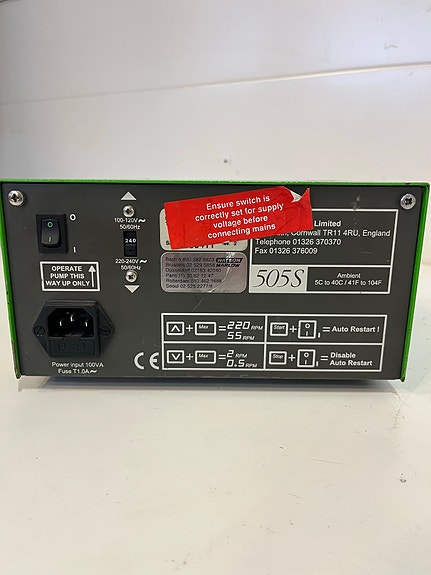 O
I
OPERATE
PUMP THIS
WAY UP ONLY
Power input 100VA
Fuse T1.0A~
100-120V~
50/60Hz
240
220-240V~
50/60Hz
Ensure switch is
correctly set for supply
voltage before
connecting mains
Limited
Cornwall TR11 4RU, England
Telephone 01326 370370
Fax 01326 376009
WATSON
MARLOW
505S
Ambient
5C to 40C / 41F to 104F
CE
Max = 220 RPM
55 RPM
Start + O I = Auto Restart !
Max = 2 RPM
0.5 RPM
Stop + O I = Disable
Auto Restart